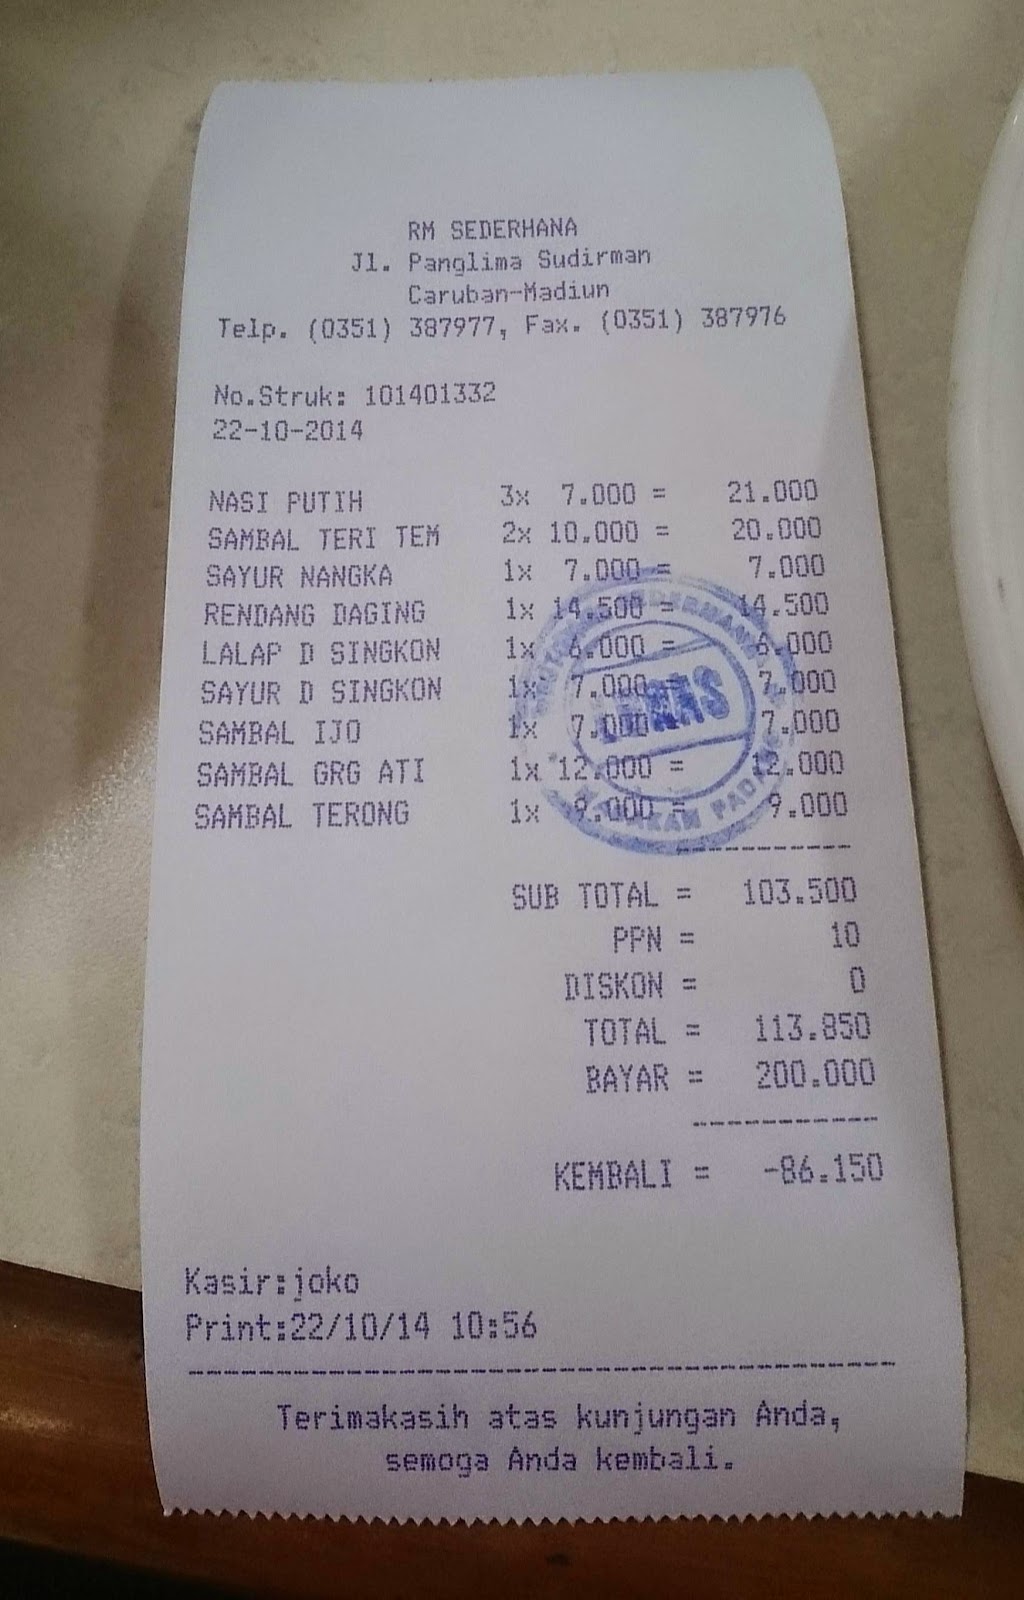 RM SEDERHANA
Jl. Panglima Sudirman
Caruban-Madiun
Telp. (0351) 387977, Fax. (0351) 387976
No.Struk: 101401332
22-10-2014
NASI PUTIH 3x 7.000 = 21.000
SAMBAL TERI TEM 2x 10.000 = 20.000
SAYUR NANGKA 1x 7.000 = 7.000
RENDANG DAGING 1x 14.500 = 14.500
LALAP D SINGKON 1x 6.000 = 6.000
SAYUR D SINGKON 1x 7.000 = 7.000
SAMBAL IJO 1x 7.000 = 7.000
SAMBAL GRG ATI 1x 12.000 = 12.000
SAMBAL TERONG 1x 9.000 = 9.000
SUB TOTAL = 103.500
PPN = 10
DISKON = 0
TOTAL = 113.850
BAYAR = 200.000
KEMBALI = -86.150
Kasir:joko
Print:22/10/14 10:56
Terimakasih atas kunjungan Anda,
semoga Anda kembali.